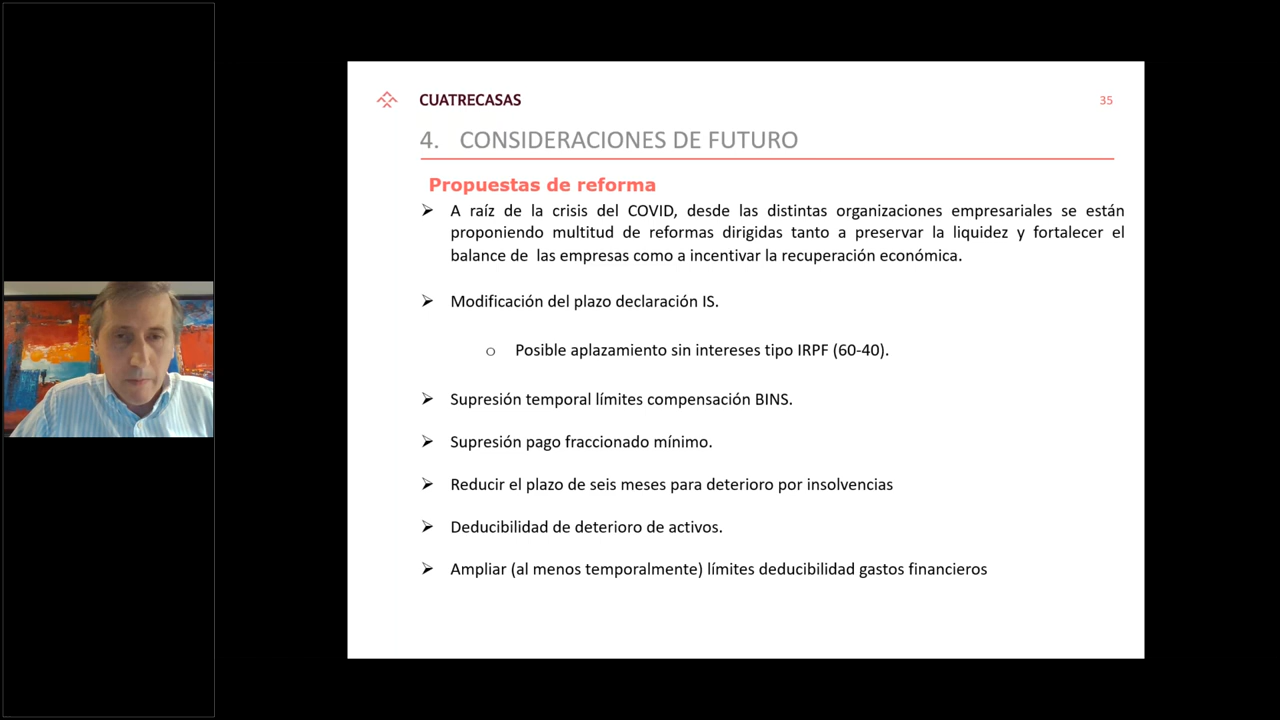 CUATRECASAS
35
4. CONSIDERACIONES DE FUTURO
Propuestas de reforma
➢ A raíz de la crisis del COVID, desde las distintas organizaciones empresariales se están
proponiendo multitud de reformas dirigidas tanto a preservar la liquidez y fortalecer el
balance de las empresas como a incentivar la recuperación económica.
➢ Modificación del plazo declaración IS.
o Posible aplazamiento sin intereses tipo IRPF (60-40).
➢ Supresión temporal límites compensación BINS.
➢ Supresión pago fraccionado mínimo.
➢ Reducir el plazo de seis meses para deterioro por insolvencias
➢ Deducibilidad de deterioro de activos.
➢ Ampliar (al menos temporalmente) límites deducibilidad gastos financieros